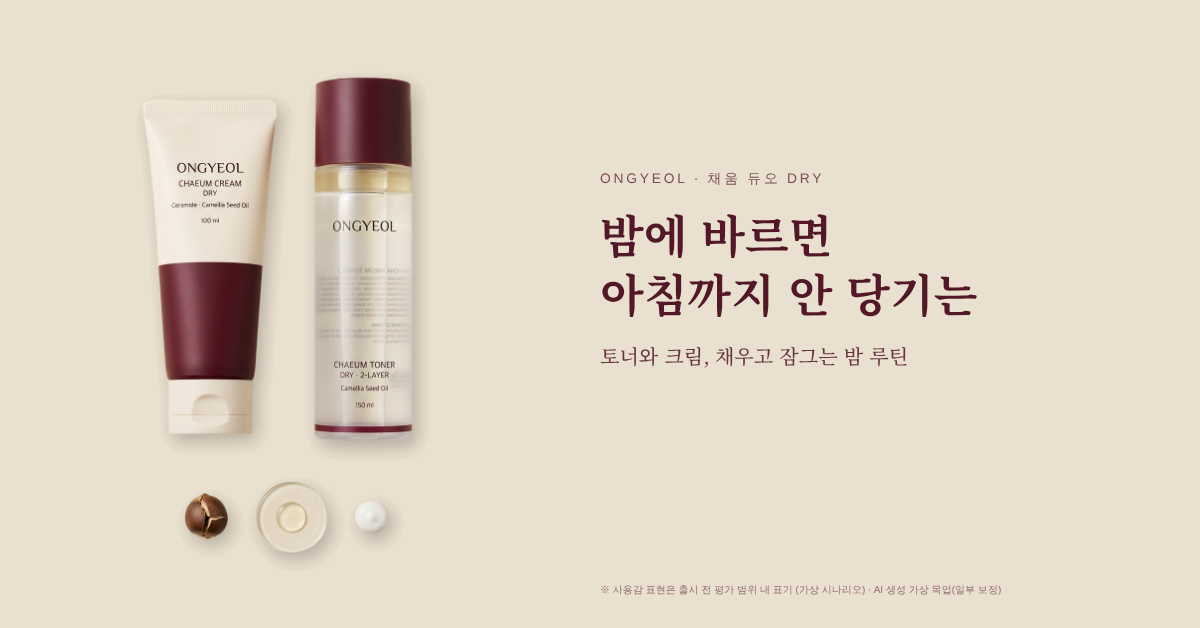 ONGYEOL
CHAEUM CREAM
DRY
Ceramide · Camellia Seed Oil
100 ml
ONGYEOL
CHAEUM TONER
DRY · 2-LAYER
Camellia Seed Oil
150 ml
ONGYEOL · 채움 듀오 DRY
밤에 바르면
아침까지 안 당기는
토너와 크림, 채우고 잠그는 밤 루틴
※ 사용감 표현은 출시 전 평가 범위 내 표기 (가상 시나리오) · AI 생성 가상 목업(일부 보정)